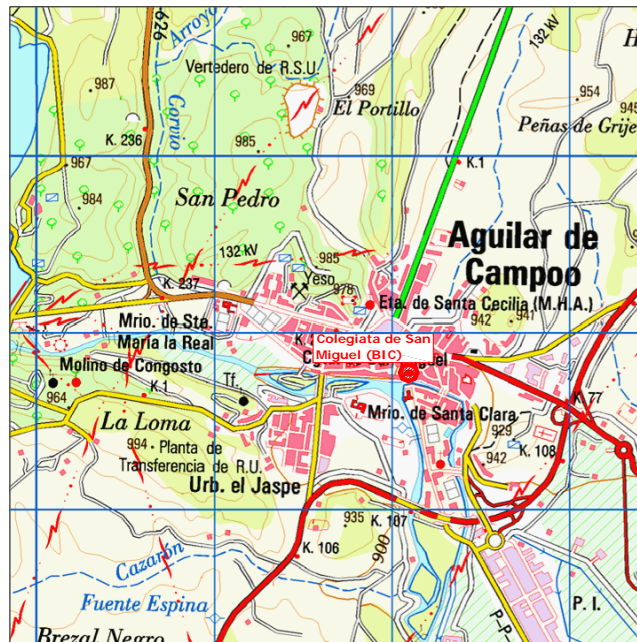 626
Arroyo
Corvio
967
132 kV
H
Vertedero de R.S.U.
987
969
El Portillo
954
945
Peñas de Grije
K. 236
985
K.1
967
984
San Pedro
132 kV
985
Yeso
978
Aguilar de
Campoo
K. 237
Eta. de Santa Cecilia (M.H.A.)
942
941
Mrio. de Sta.
María la Real
Colegiata de San
Miguel (BIC)
Molino de Congosto
K.1
Tf.
964
K. 77
Mrio. de Santa Clara
La Loma
994
Planta de
Transferencia de R.U.
929
942
K. 108
Urb. el Jaspe
935
K. 107
K. 106
900
Cazarón
Fuente Espina
P-P
P. I.
Brezal Negro